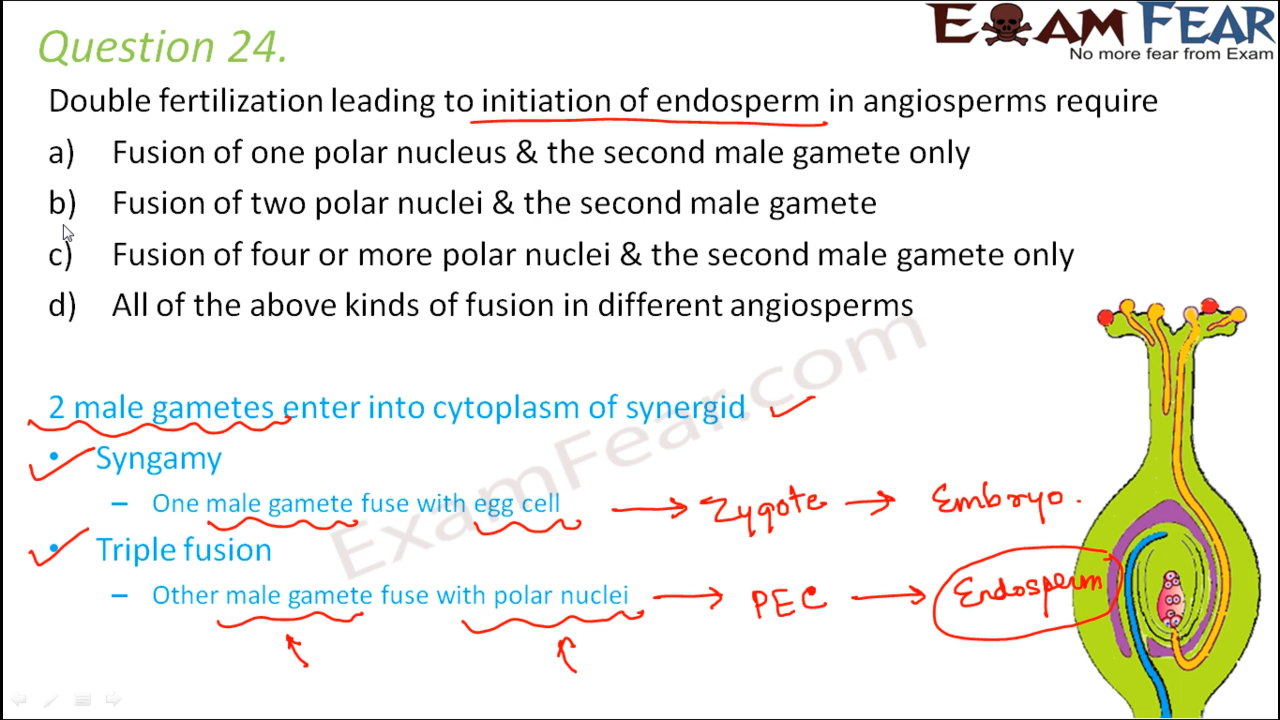 EXAM FEAR
No more fear from Exam
Question 24.
Double fertilization leading to initiation of endosperm in angiosperms require
a) Fusion of one polar nucleus & the second male gamete only
b) Fusion of two polar nuclei & the second male gamete
c) Fusion of four or more polar nuclei & the second male gamete only
d) All of the above kinds of fusion in different angiosperms
ExamFear.com
2 male gametes enter into cytoplasm of synergid
• Syngamy
– One male gamete fuse with egg cell → Zygote → Embryo.
• Triple fusion
– Other male gamete fuse with polar nuclei → PEC → Endosperm